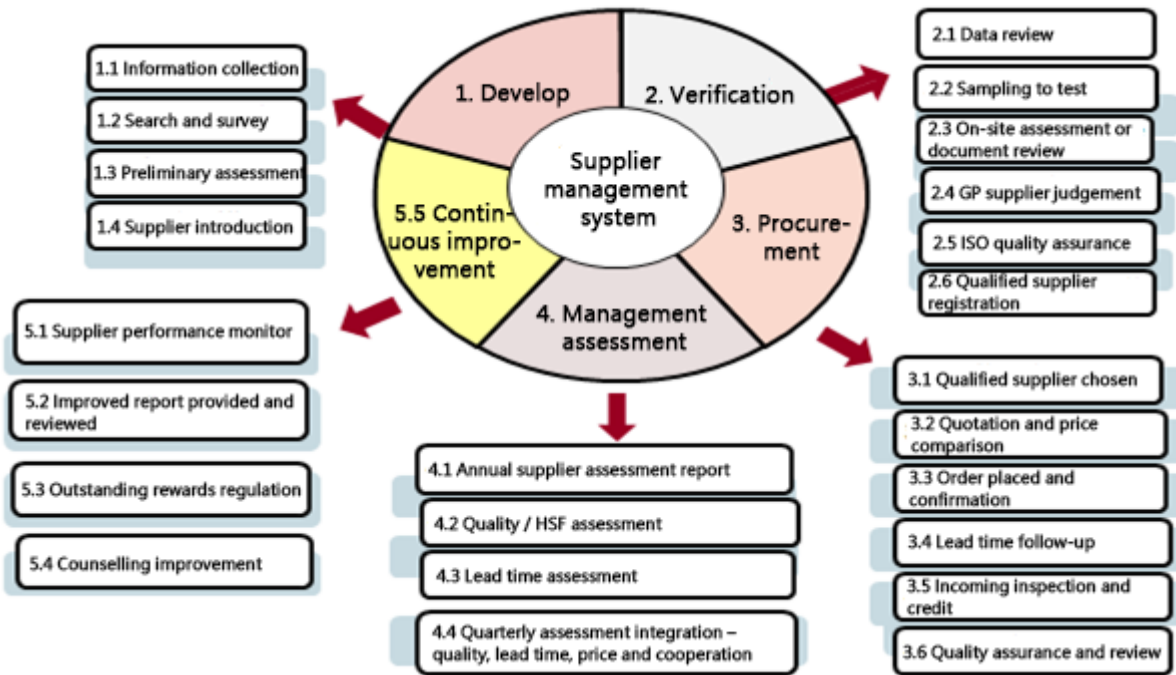 1. Develop
2. Verification
3. Procure-
ment
4. Management
assessment
5.5 Contin-
uous impro-
vement
Supplier
management
system
1.1 Information collection
1.2 Search and survey
1.3 Preliminary assessment
1.4 Supplier introduction
2.1 Data review
2.2 Sampling to test
2.3 On-site assessment or
document review
2.4 GP supplier judgement
2.5 ISO quality assurance
2.6 Qualified supplier
registration
3.1 Qualified supplier chosen
3.2 Quotation and price
comparison
3.3 Order placed and
confirmation
3.4 Lead time follow-up
3.5 Incoming inspection and
credit
3.6 Quality assurance and review
4.1 Annual supplier assessment report
4.2 Quality / HSF assessment
4.3 Lead time assessment
4.4 Quarterly assessment integration –
quality, lead time, price and cooperation
5.1 Supplier performance monitor
5.2 Improved report provided and
reviewed
5.3 Outstanding rewards regulation
5.4 Counselling improvement